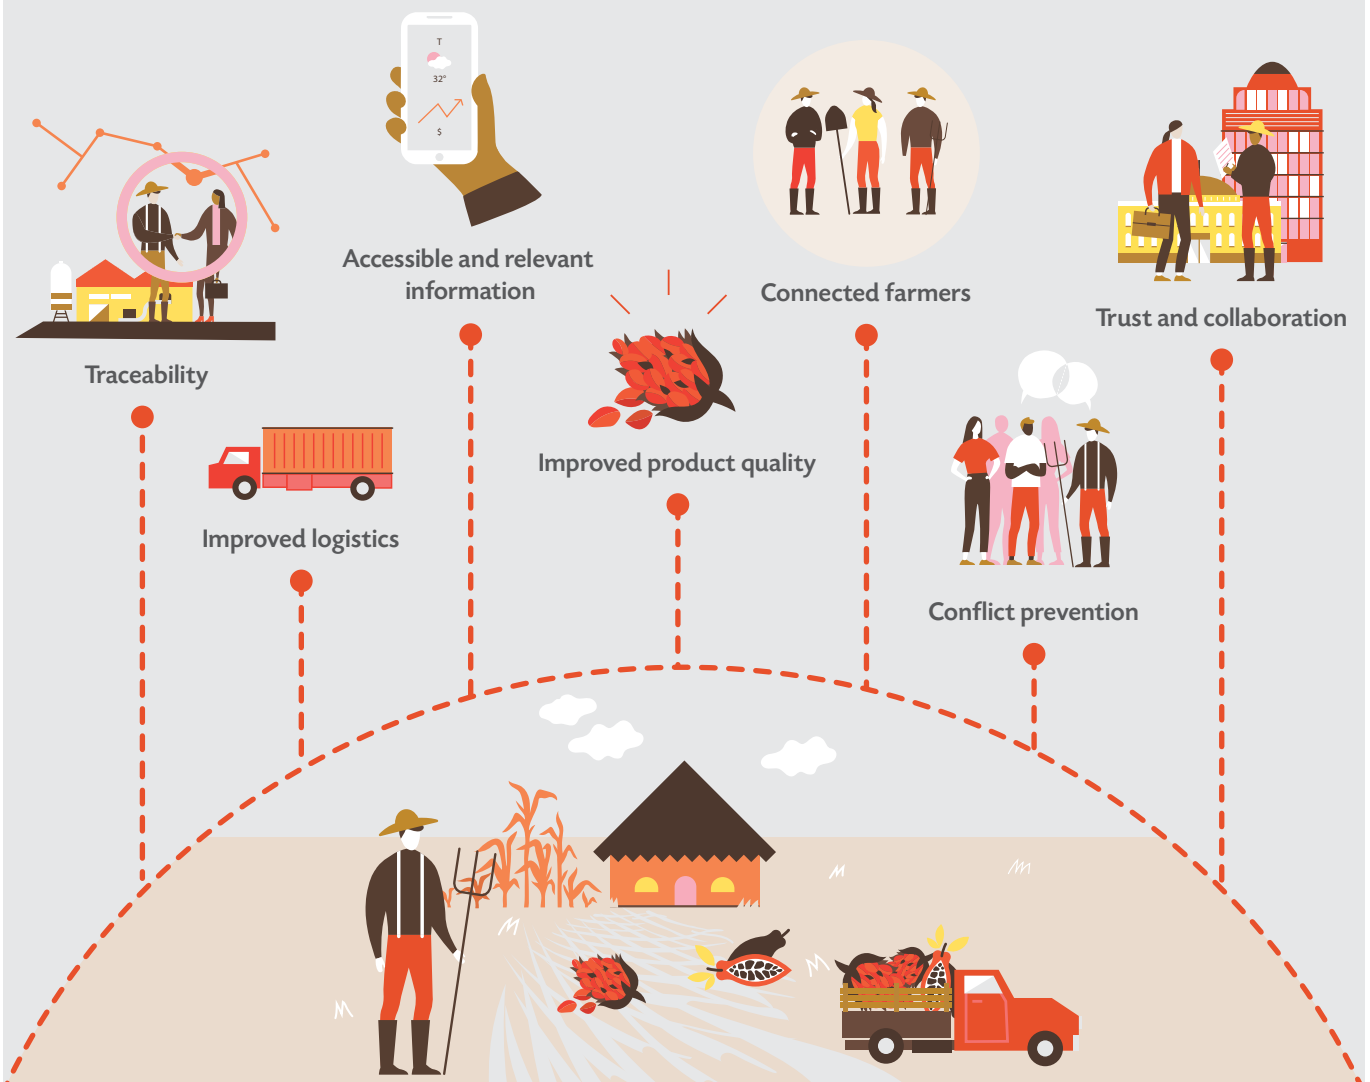 T
32°
$
Accessible and relevant
information
Connected farmers
Trust and collaboration
Traceability
Improved product quality
Improved logistics
Conflict prevention